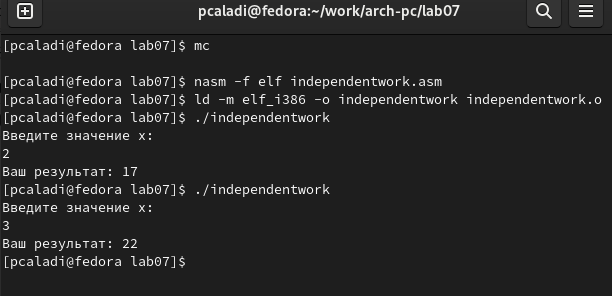 pcaladi@fedora:~/work/arch-pc/lab07
[pcaladi@fedora lab07]$ mc
[pcaladi@fedora lab07]$ nasm -f elf independentwork.asm
[pcaladi@fedora lab07]$ ld -m elf_i386 -o independentwork independentwork.o
[pcaladi@fedora lab07]$ ./independentwork
Введите значение x:
2
Ваш результат: 17
[pcaladi@fedora lab07]$ ./independentwork
Введите значение x:
3
Ваш результат: 22
[pcaladi@fedora lab07]$